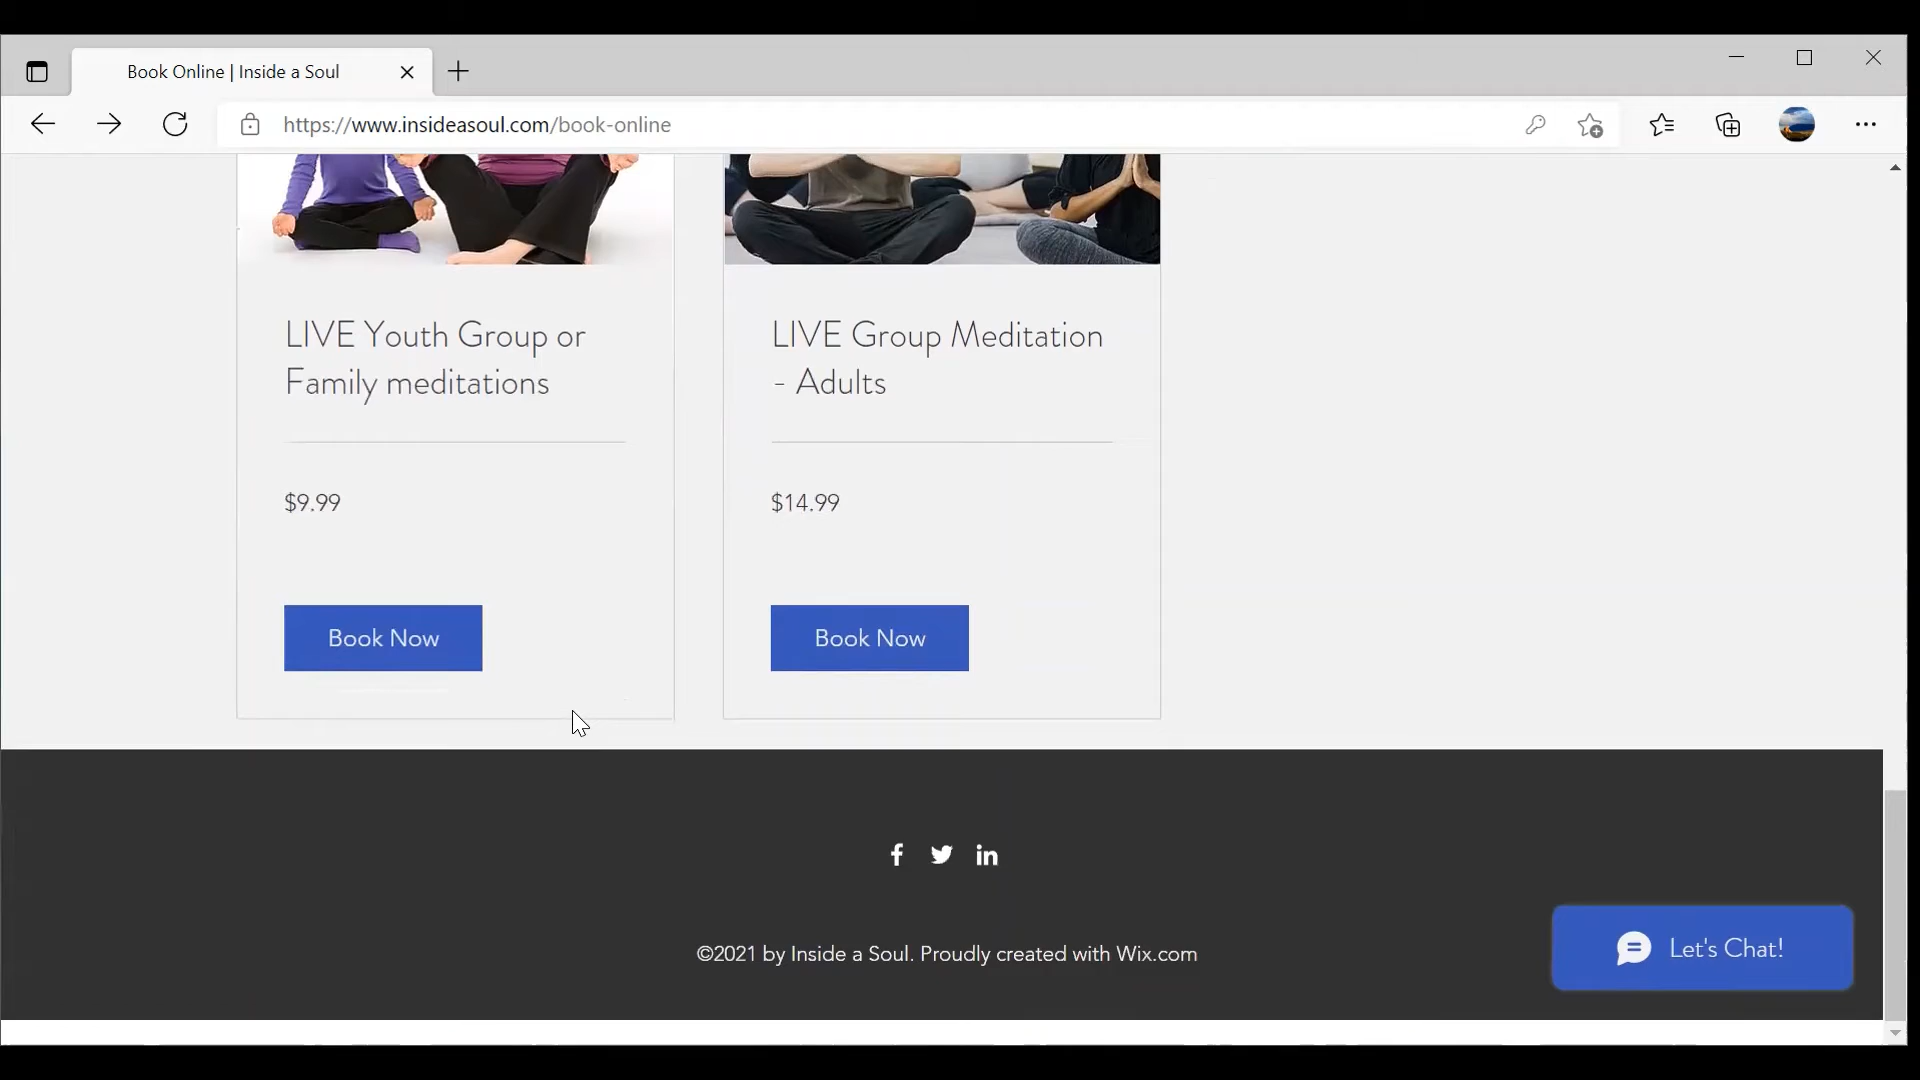 Book Online | Inside a Soul
https://www.insideasoul.com/book-online
LIVE Youth Group or
Family meditations
$9.99
Book Now
LIVE Group Meditation
- Adults
$14.99
Book Now
©2021 by Inside a Soul. Proudly created with Wix.com
Let's Chat!